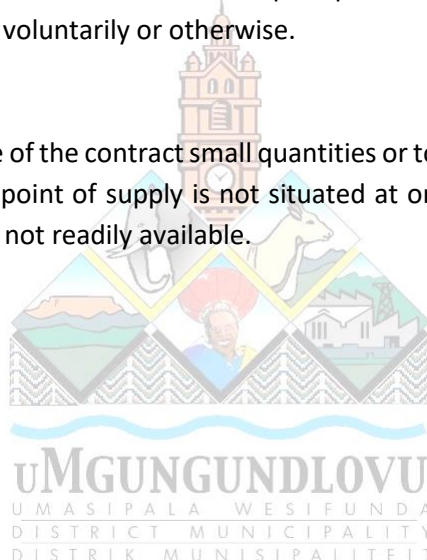 voluntarily or otherwise.
of the contract small quantities or to
point of supply is not situated at or
not readily available.
UMGUNGUNDLOVU
UMASIPALA WESIFUNDA
DISTRICT MUNICIPALITY
DISTRIK MUNISIPALITEIT